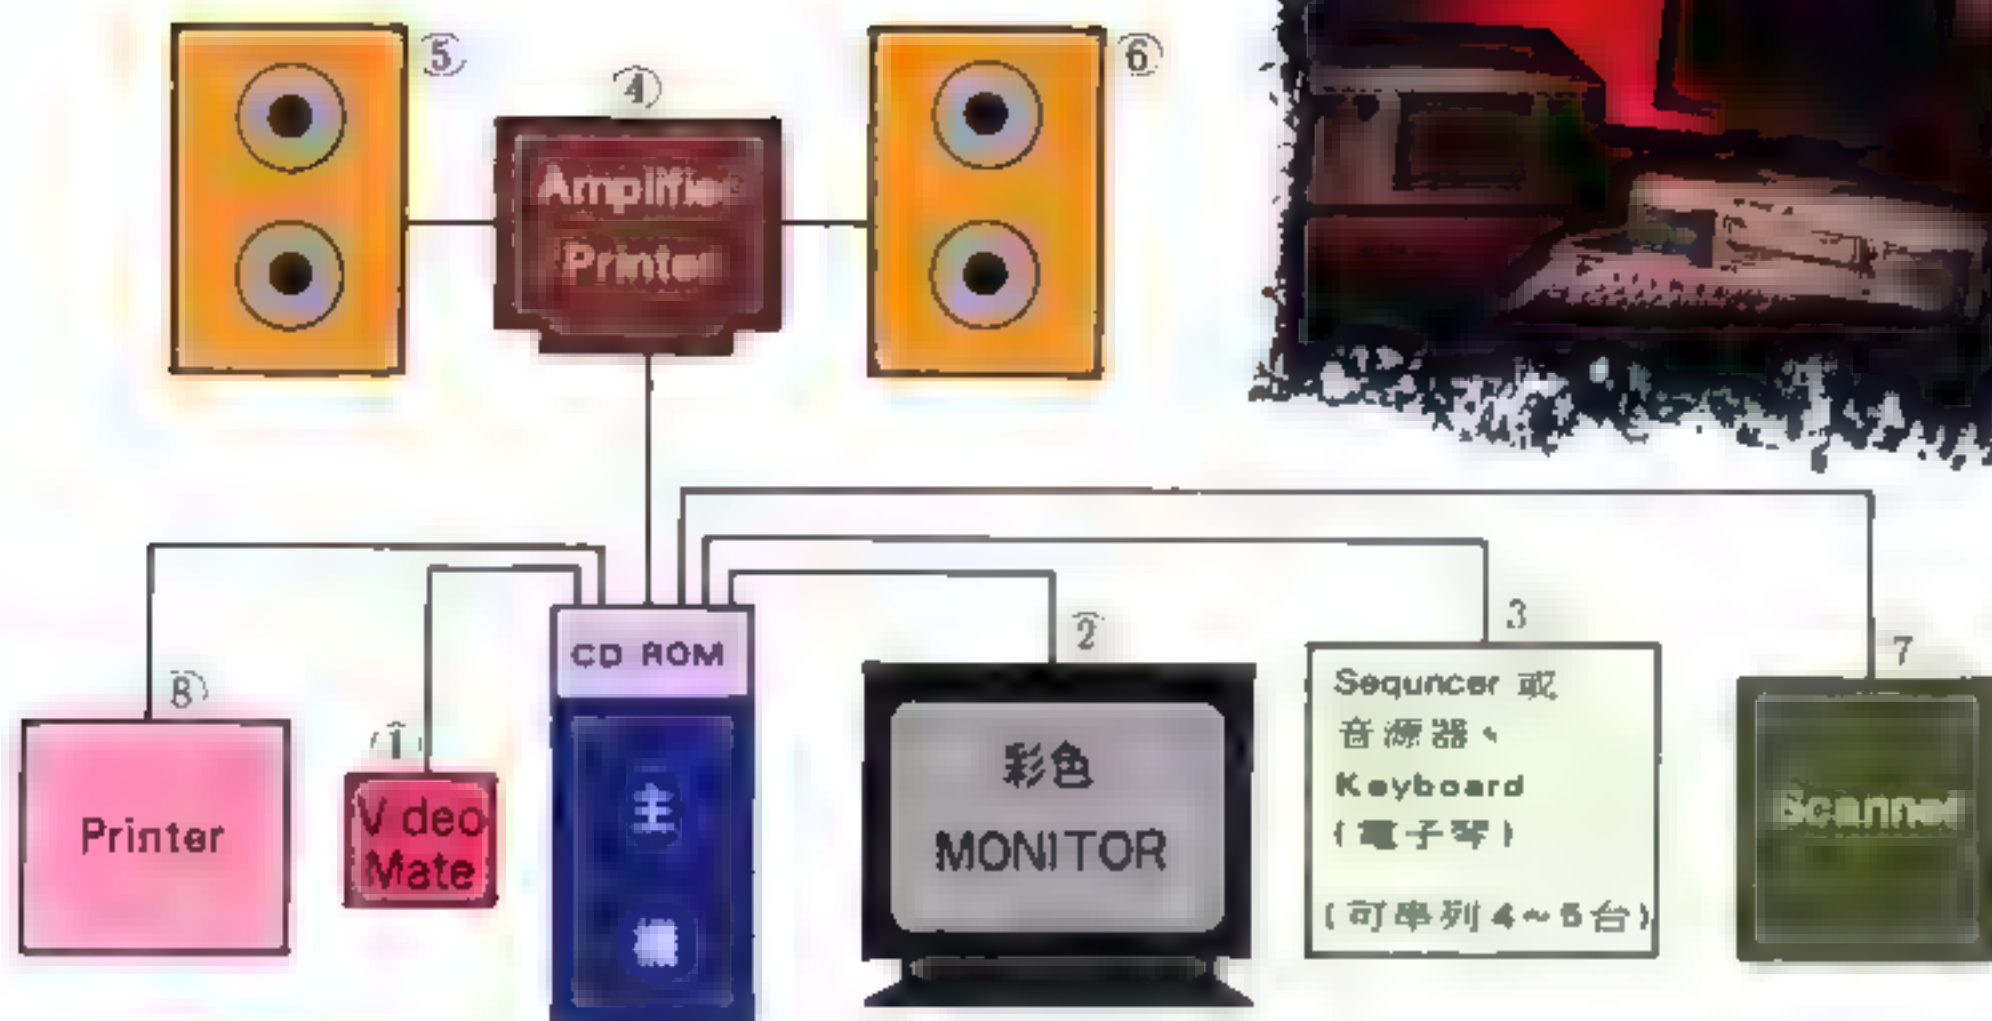 ⑤
④
⑥
Amplifier
Printer
CD ROM
主
機
⑧
Printer
①
Video
Mate
②
彩色
MONITOR
3
Sequncer 或
音源器、
Keyboard
(電子琴)
(可串列4~5台)
7
Scanner